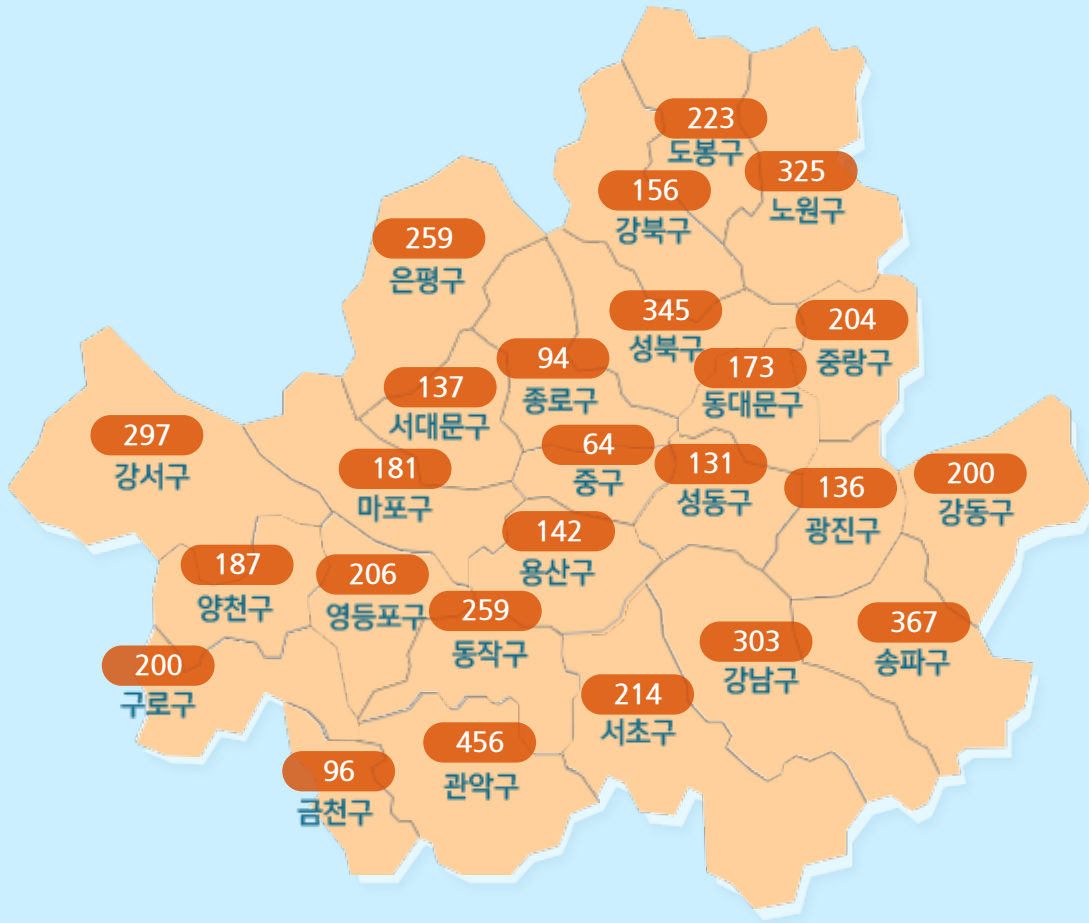 223
도봉구
325
노원구
156
강북구
259
은평구
345
성북구
204
중랑구
94
종로구
173
동대문구
137
서대문구
297
강서구
64
중구
131
성동구
181
마포구
136
광진구
200
강동구
142
용산구
187
양천구
206
영등포구
259
동작구
367
송파구
303
강남구
200
구로구
214
서초구
456
관악구
96
금천구